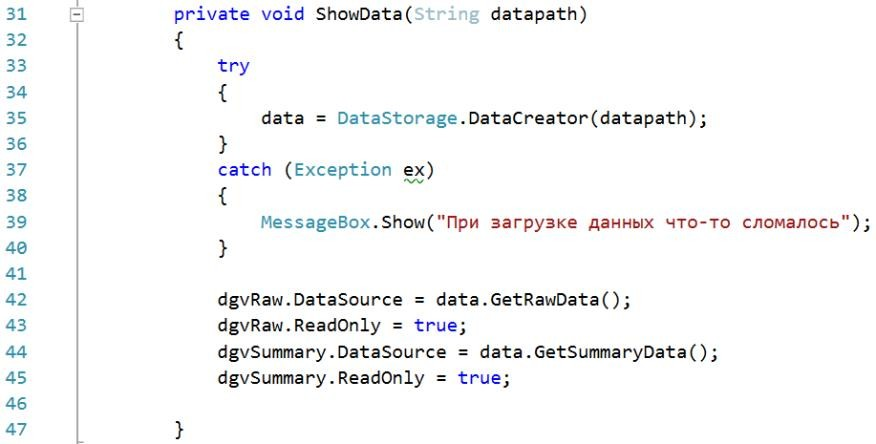 31 private void ShowData(String datapath)
32 {
33 try
34 {
35 data = DataStorage.DataCreator(datapath);
36 }
37 catch (Exception ex)
38 {
39 MessageBox.Show("При загрузке данных что-то сломалось");
40 }
41
42 dgvRaw.DataSource = data.GetRawData();
43 dgvRaw.ReadOnly = true;
44 dgvSummary.DataSource = data.GetSummaryData();
45 dgvSummary.ReadOnly = true;
46
47 }